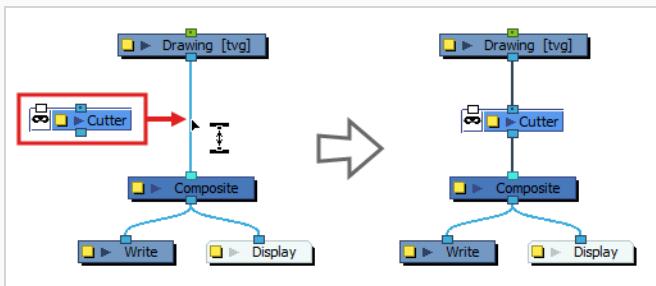 Drawing [tvg]
Cutter
Composite
Write
Display
Drawing [tvg]
Cutter
Composite
Write
Display